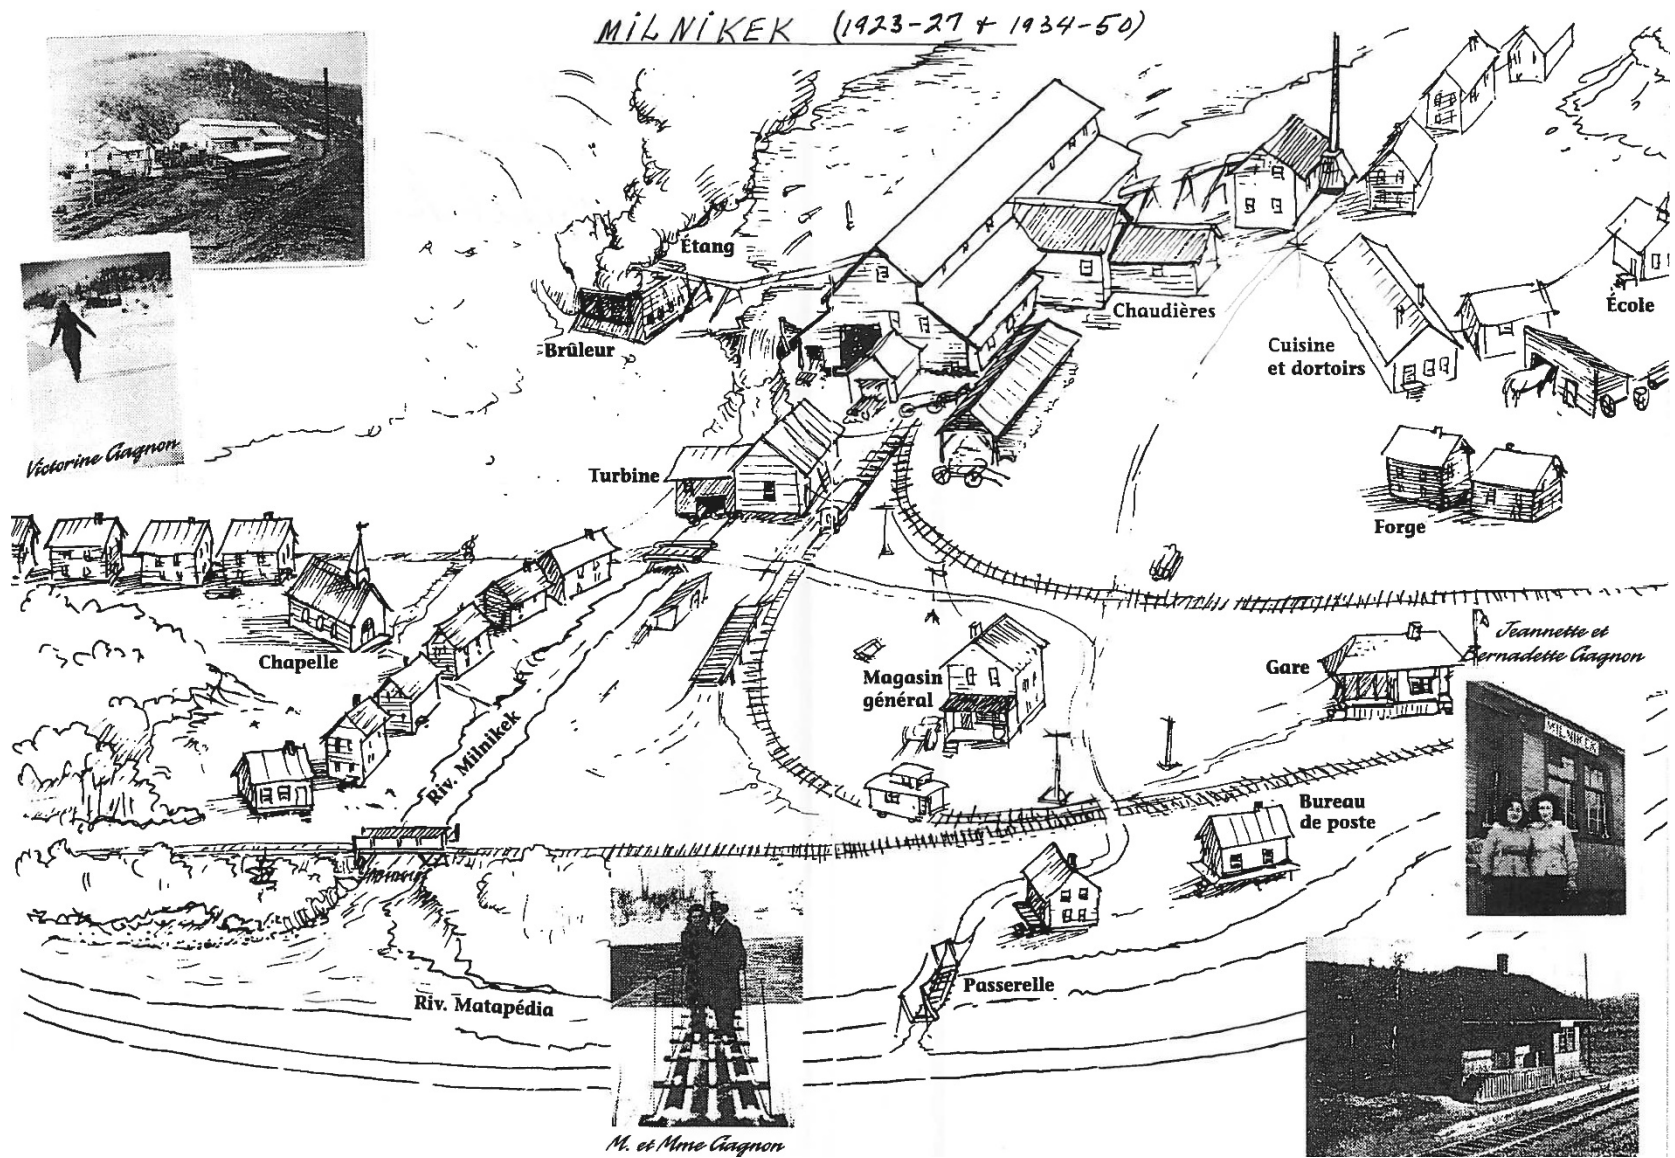 MiLNiKEK (1923-27 + 1934-50)
Étang
Brûleur
Chaudières
École
Cuisine
et dortoirs
Victorine Gagnon
Turbine
Forge
Chapelle
Magasin
général
Gare
Jeannette et
Bernadette Gagnon
MILNIKEK
Riv. Milnikek
Bureau
de poste
Passerelle
Riv. Matapédia
M. et Mme Gagnon